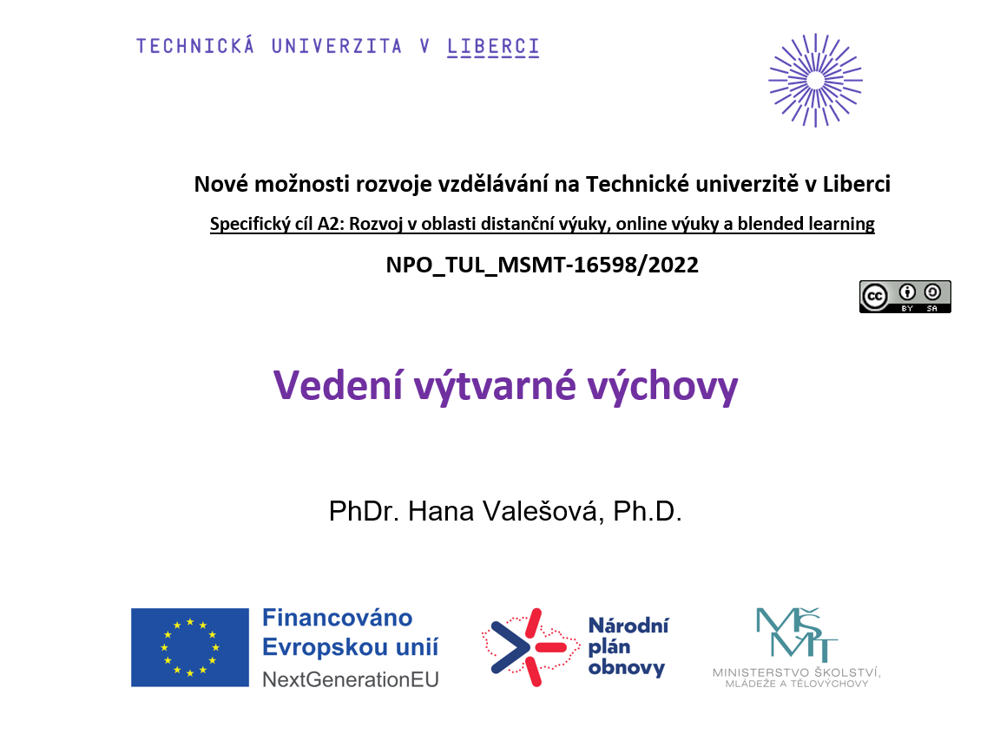 TECHNICKÁ UNIVERZITA V LIBERCI
Nové možnosti rozvoje vzdělávání na Technické univerzitě v Liberci
Specifický cíl A2: Rozvoj v oblasti distanční výuky, online výuky a blended learning
NPO_TUL_MSMT-16598/2022
cc BY SA
Vedení výtvarné výchovy
PhDr. Hana Valešová, Ph.D.
Financováno
Evropskou unií
NextGenerationEU
Národní
plán
obnovy
MŠMT
MINISTERSTVO ŠKOLSTVÍ,
MLÁDEŽE A TĚLOVÝCHOVY